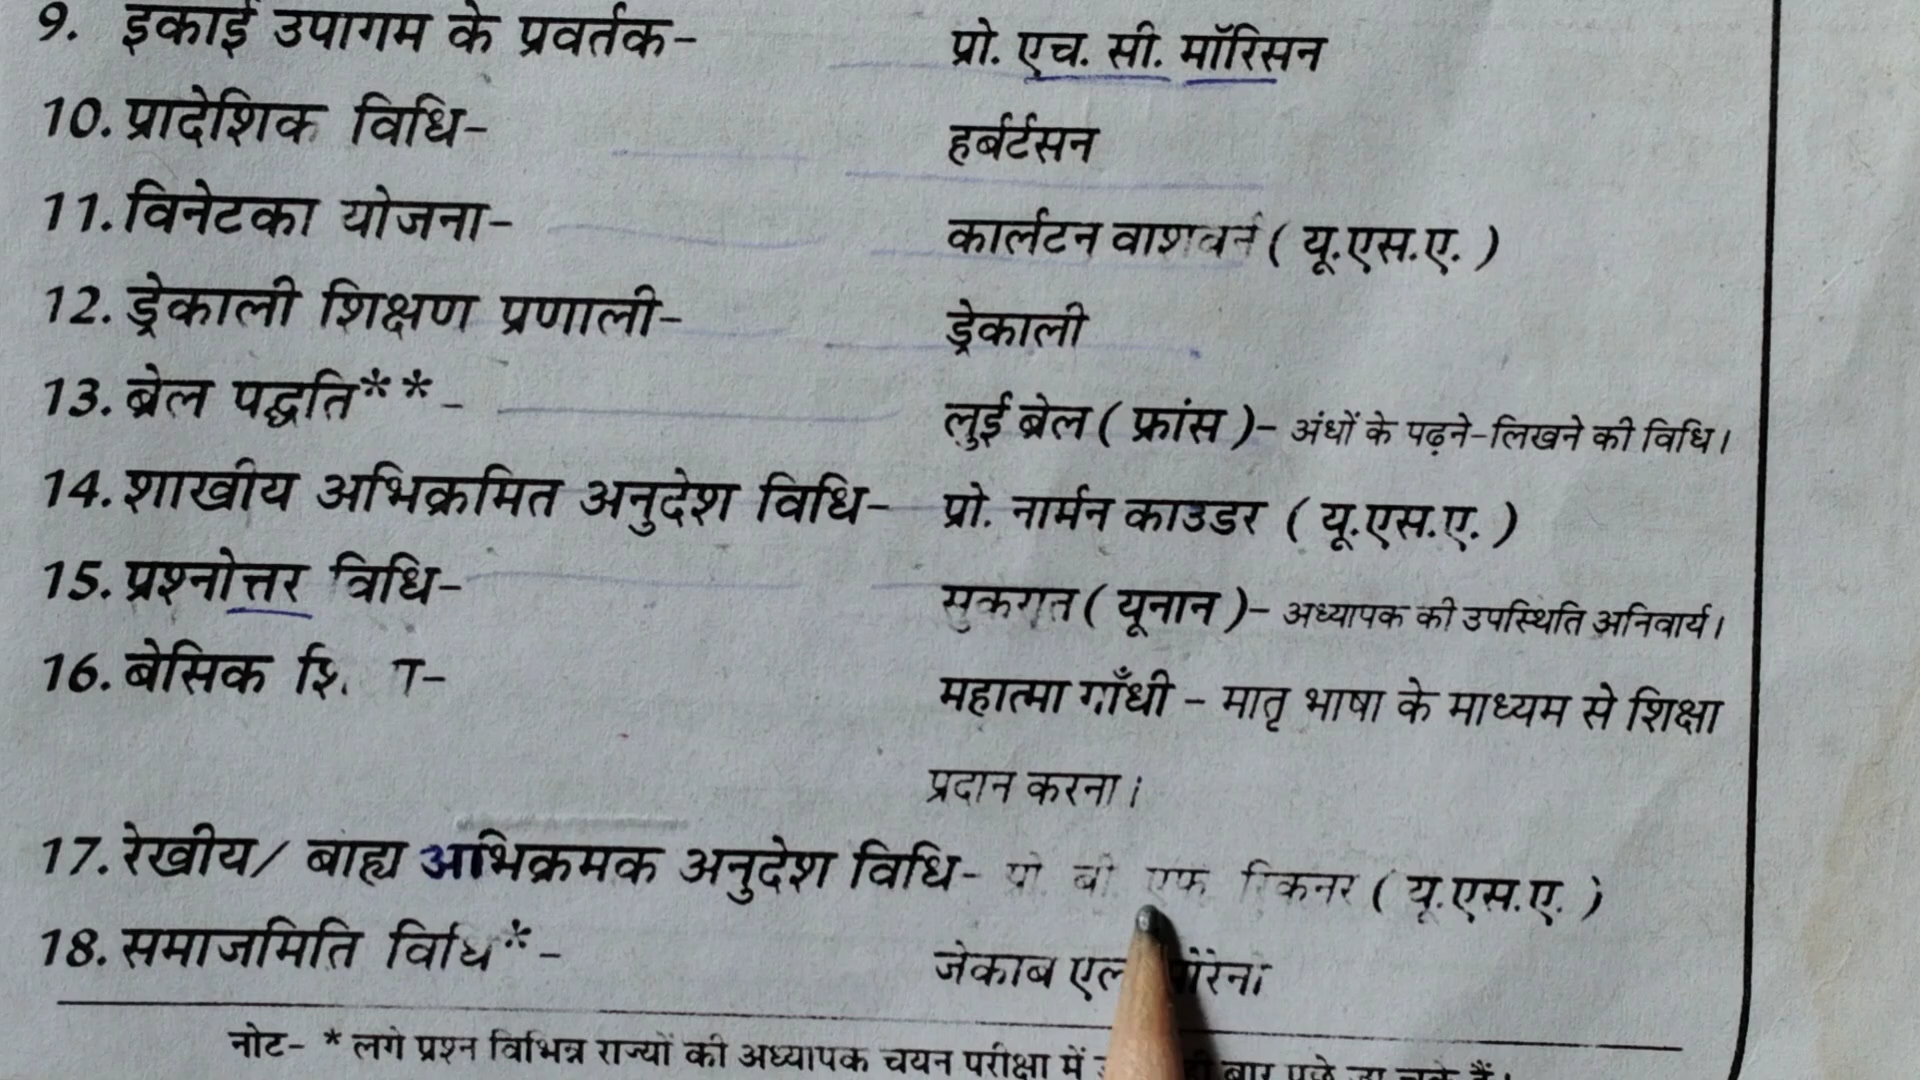 9. इकाई उपागम के प्रवर्तक- प्रो. एच. सी. मॉरिसन
10. प्रादेशिक विधि- हर्बर्टसन
11. विनेटका योजना- कार्लटन वाशबर्न ( यू.एस.ए. )
12. ड्रेकाली शिक्षण प्रणाली- ड्रेकाली
13. ब्रेल पद्धति** - लुई ब्रेल ( फ्रांस )- अंधों के पढ़ने-लिखने की विधि।
14. शाखीय अभिक्रमित अनुदेश विधि- प्रो. नार्मन काउडर ( यू.एस.ए. )
15. प्रश्नोत्तर विधि- सुकरात ( यूनान )- अध्यापक की उपस्थिति अनिवार्य।
16. बेसिक महात्मा गाँधी - मातृ भाषा के माध्यम से शिक्षा
प्रदान करना।
17. रेखीय/ बाह्य अभिक्रमक अनुदेश विधि- प्रो बी. एफ ( यू.एस.ए. )
18. समाजमिति विधि* - जेकाब एल
नोट- * लगे प्रश्न विभिन्न राज्यों की अध्यापक चयन परीक्षा में बार पूछे जा चुके हैं।